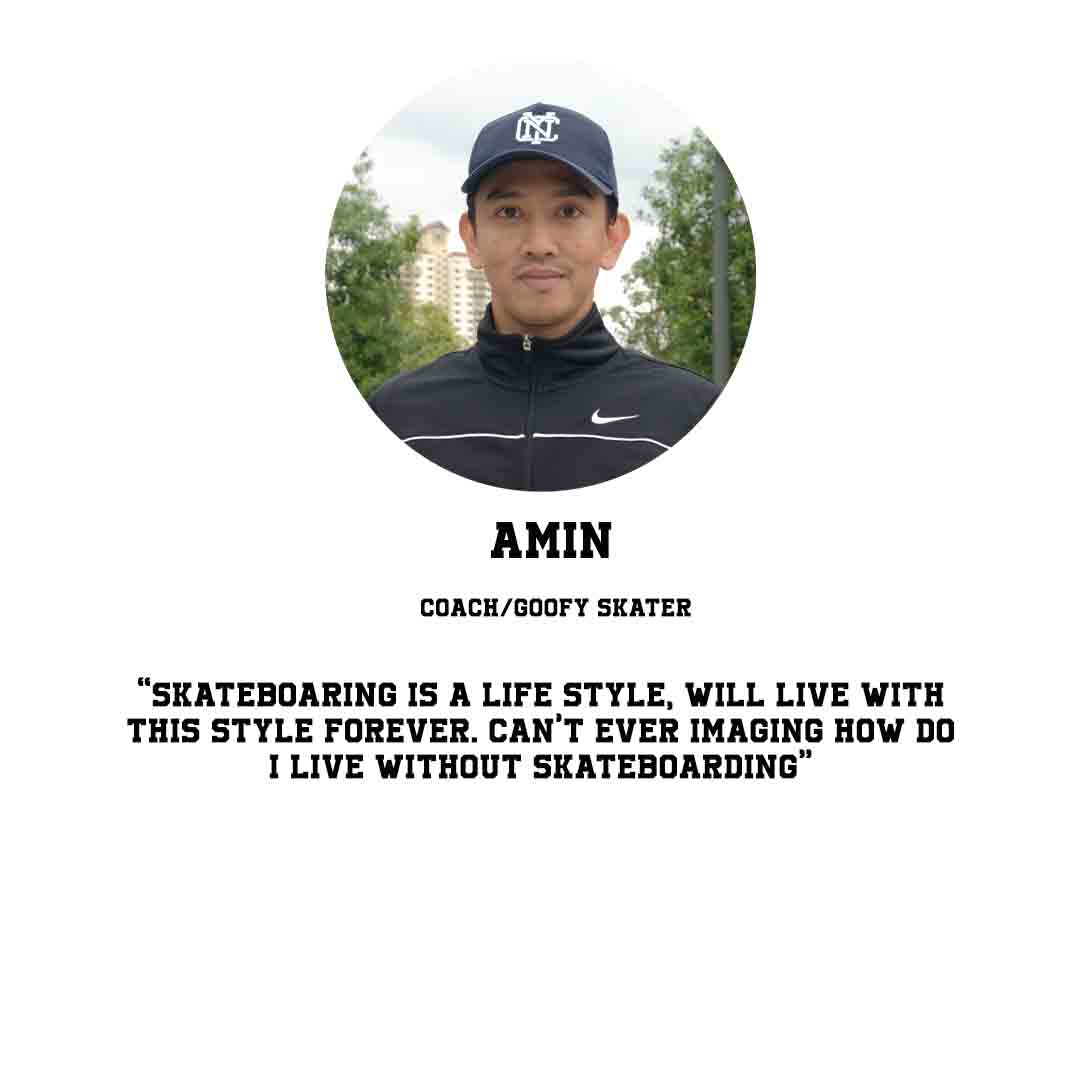 NYC
AMIN
COACH/GOOFY SKATER
“SKATEBOARING IS A LIFE STYLE, WILL LIVE WITH
THIS STYLE FOREVER. CAN’T EVER IMAGING HOW DO
I LIVE WITHOUT SKATEBOARDING”